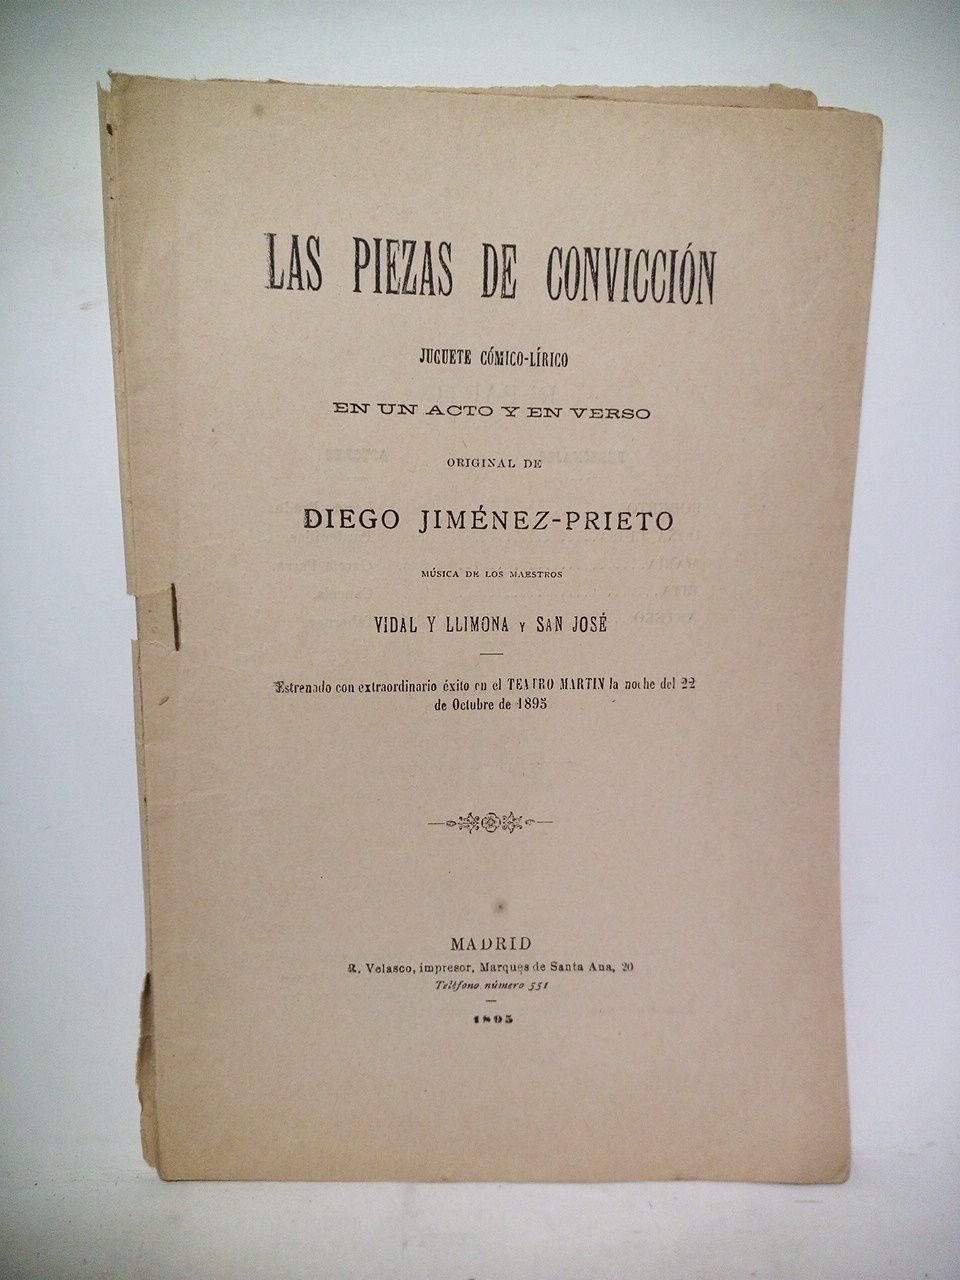 LAS PIEZAS DE CONVICCIÓN
JUGUETE CÓMICO-LÍRICO
EN UN ACTO Y EN VERSO
ORIGINAL DE
DIEGO JIMÉNEZ-PRIETO
MÚSICA DE LOS MAESTROS
VIDAL Y LLIMONA Y SAN JOSÉ
Estrenado con extraordinario éxito en el TEATRO MARTIN la noche del 22
de Octubre de 1895
MADRID
R. Velasco, impresor, Marqués de Santa Ana, 20
Teléfono número 551
1895